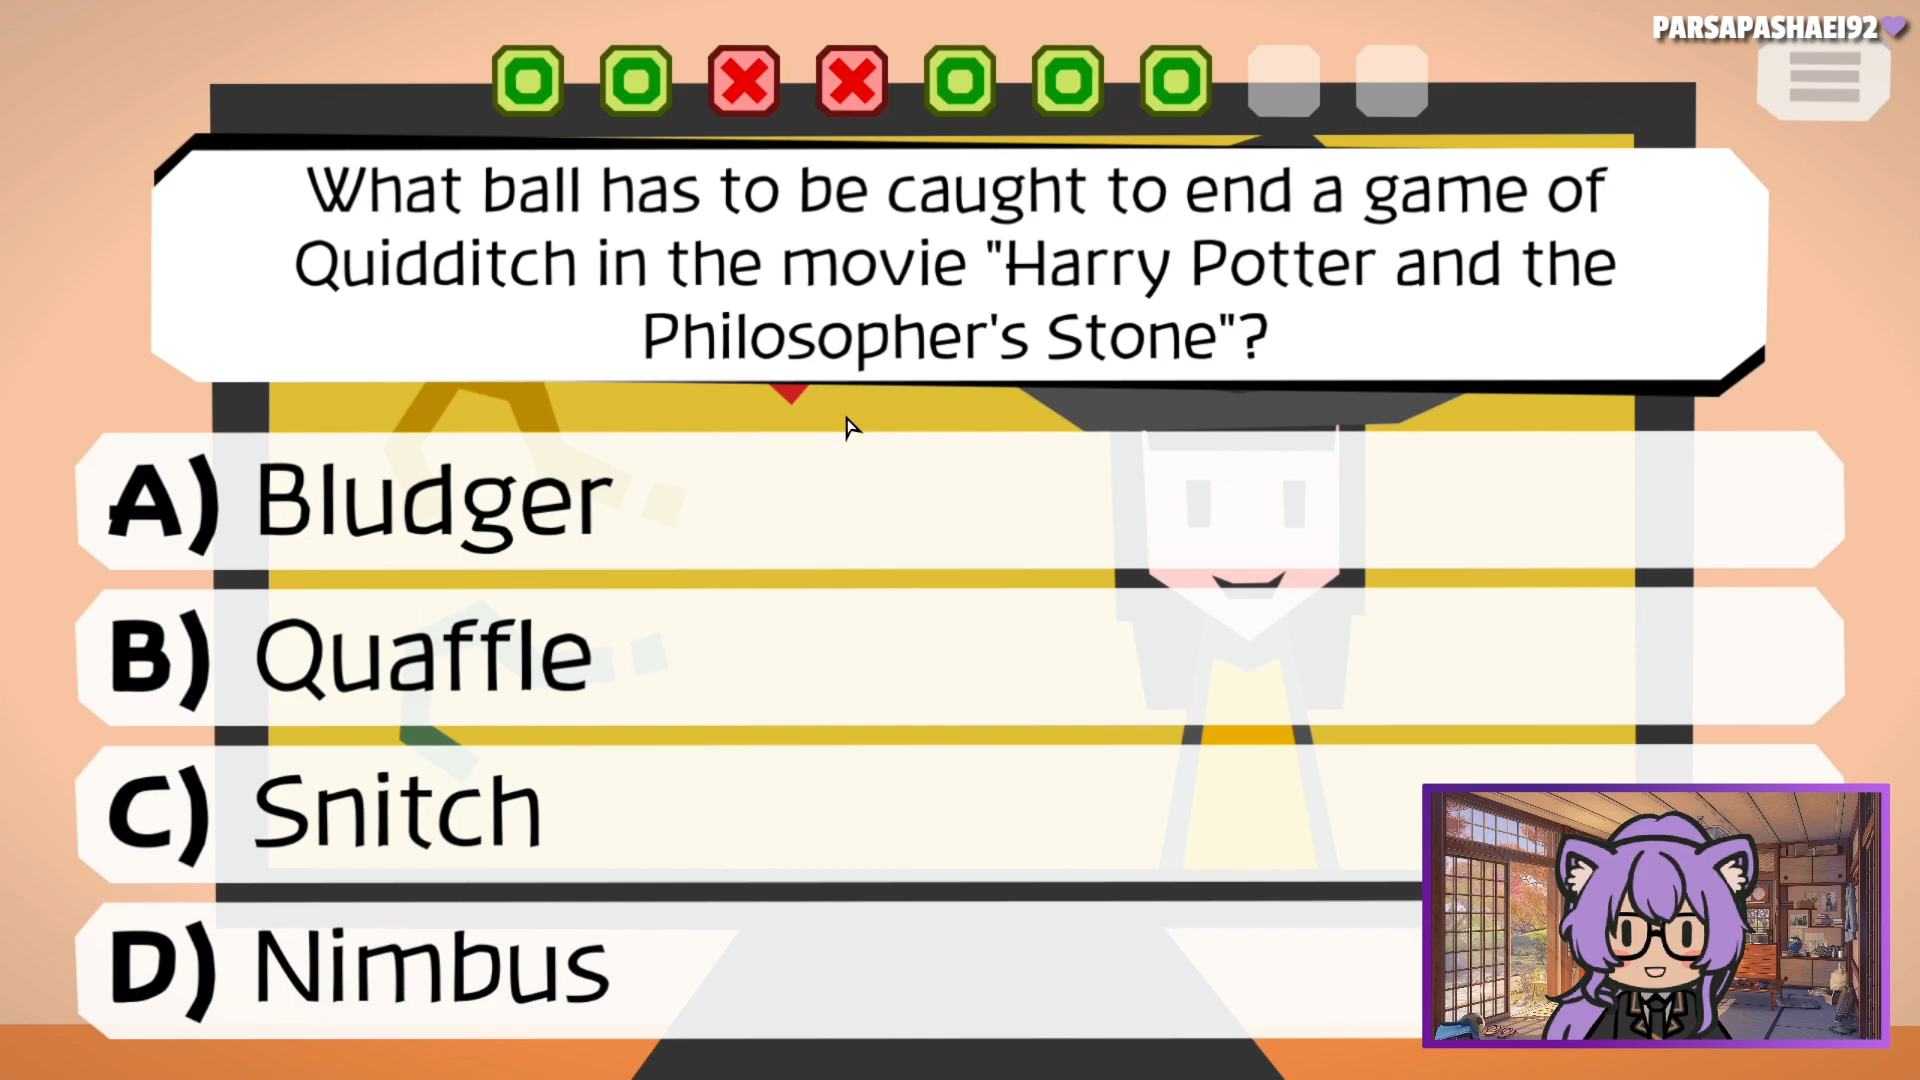 PARSAPASHAEI92
What ball has to be caught to end a game of
Quidditch in the movie "Harry Potter and the
Philosopher's Stone"?
A) Bludger
B) Quaffle
C) Snitch
D) Nimbus